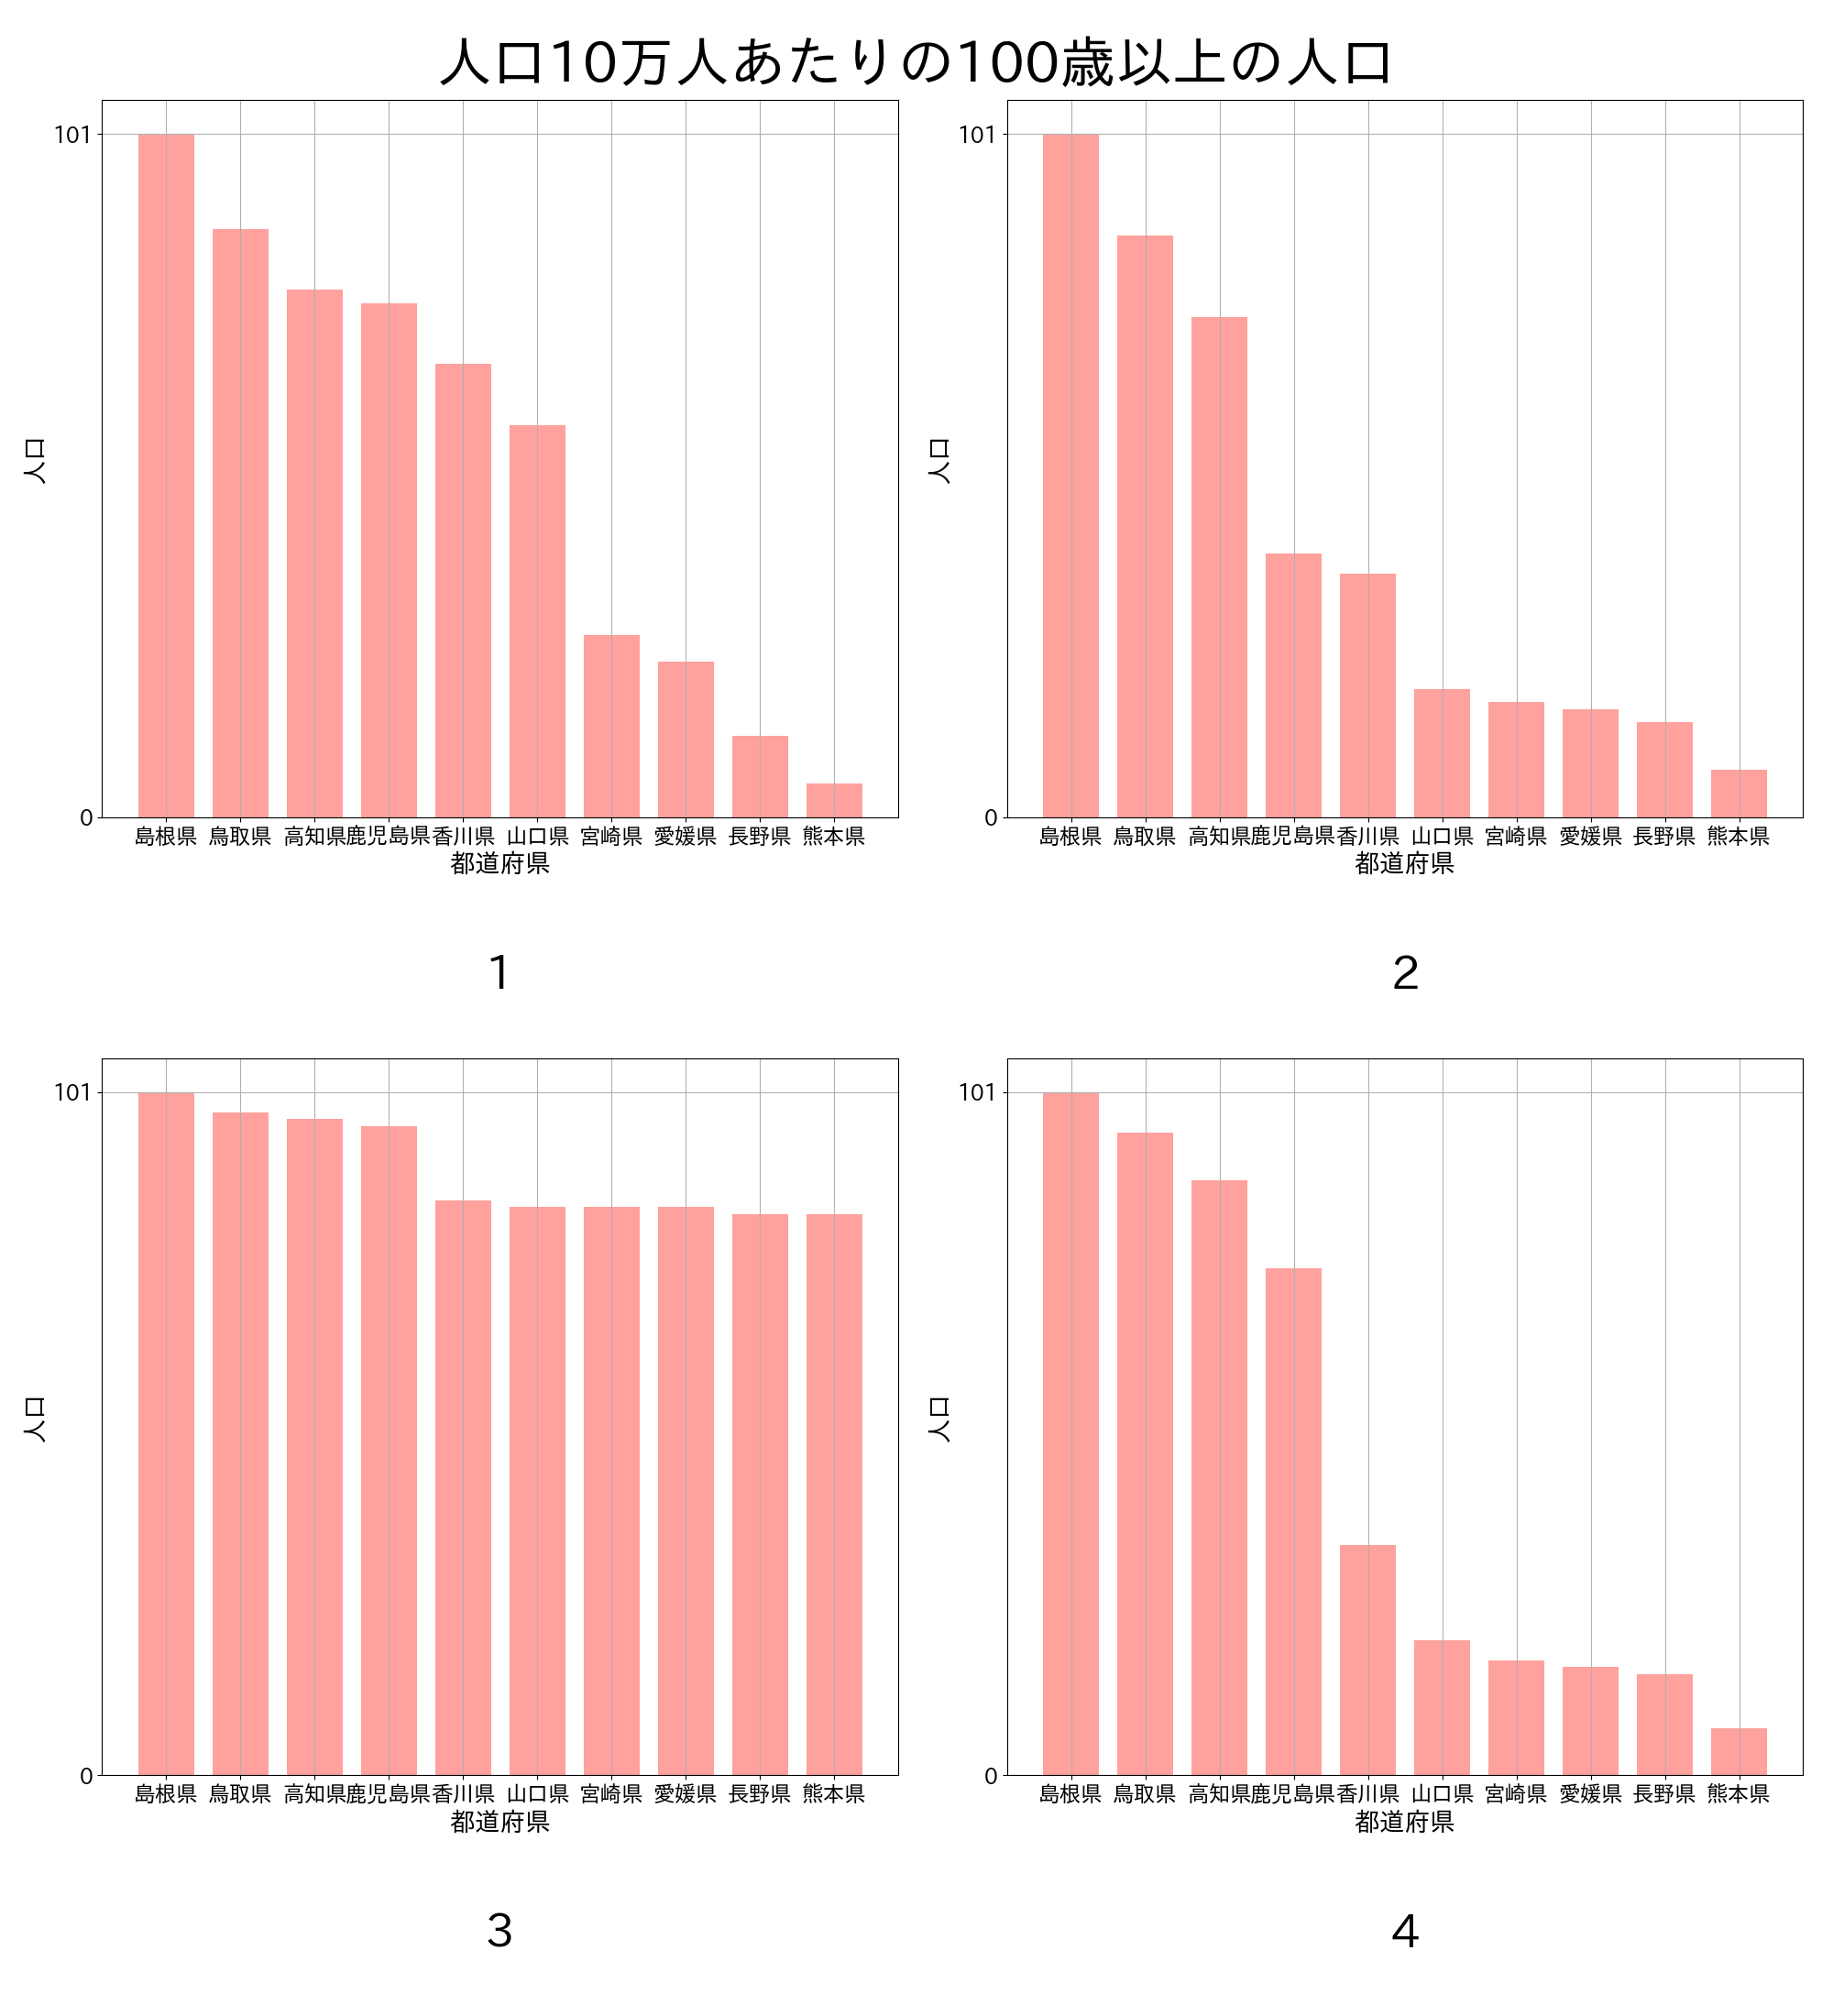 人口10万人あたりの100歳以上の人口
101
人口
0
島根県 鳥取県 高知県 鹿児島県 香川県 山口県 宮崎県 愛媛県 長野県 熊本県
都道府県
1
101
人口
0
島根県 鳥取県 高知県 鹿児島県 香川県 山口県 宮崎県 愛媛県 長野県 熊本県
都道府県
2
101
人口
0
島根県 鳥取県 高知県 鹿児島県 香川県 山口県 宮崎県 愛媛県 長野県 熊本県
都道府県
3
101
人口
0
島根県 鳥取県 高知県 鹿児島県 香川県 山口県 宮崎県 愛媛県 長野県 熊本県
都道府県
4